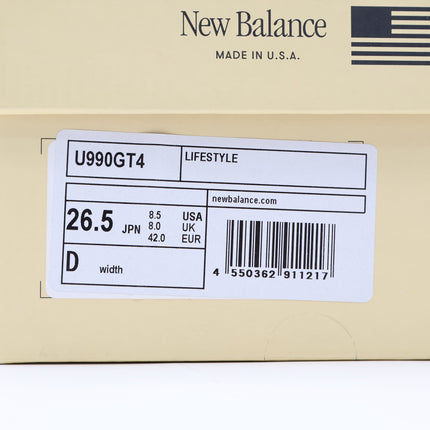 New Balance
MADE IN U.S.A.
U990GT4
LIFESTYLE
newbalance.com
26.5 JPN
8.5 USA
8.0 UK
42.0 EUR
D width
4 550362 911217